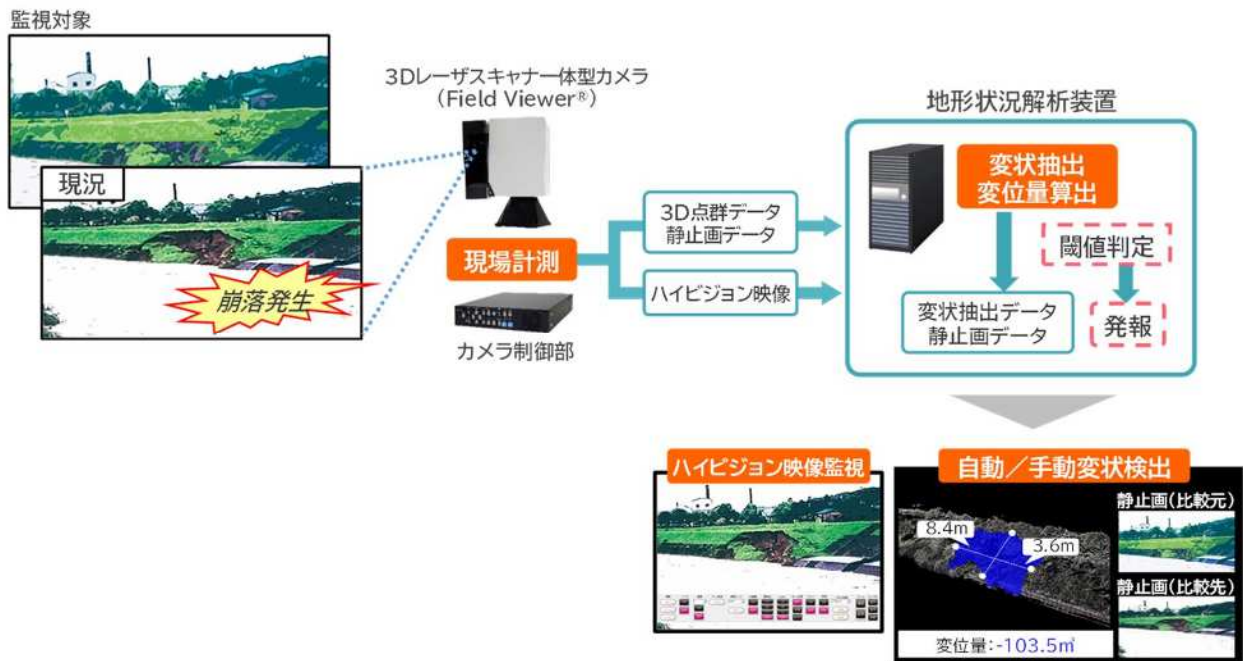 監視対象
現況
崩落発生
3Dレーザスキャナー一体型カメラ
(Field Viewer®)
現場計測
カメラ制御部
3D点群データ
静止画データ
ハイビジョン映像
地形状況解析装置
変状抽出
変位量算出
閾値判定
変状抽出データ
静止画データ
発報
ハイビジョン映像監視
自動／手動変状検出
8.4m
3.6m
変位量:-103.5㎥
静止画(比較元)
静止画(比較先)